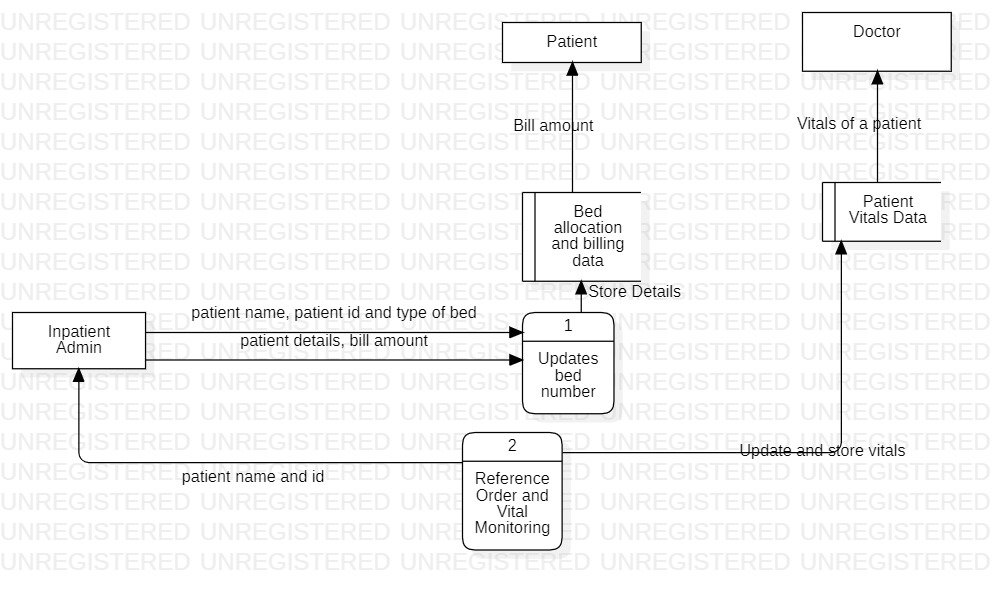 Patient
Doctor
Bill amount
Vitals of a patient
Bed
allocation
and billing
data
Patient
Vitals Data
Store Details
patient name, patient id and type of bed
patient details, bill amount
Inpatient
Admin
1
Updates
bed
number
2
Reference
Order and
Vital
Monitoring
Update and store vitals
patient name and id
UNREGISTERED